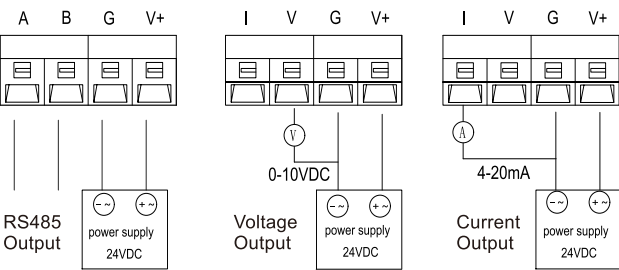 A B G V+
I V G V+
I V G V+
V
A
0-10VDC
4-20mA
RS485
Output
- ~ + ~
power supply
24VDC
Voltage
Output
- ~ + ~
power supply
24VDC
Current
Output
- ~ + ~
power supply
24VDC